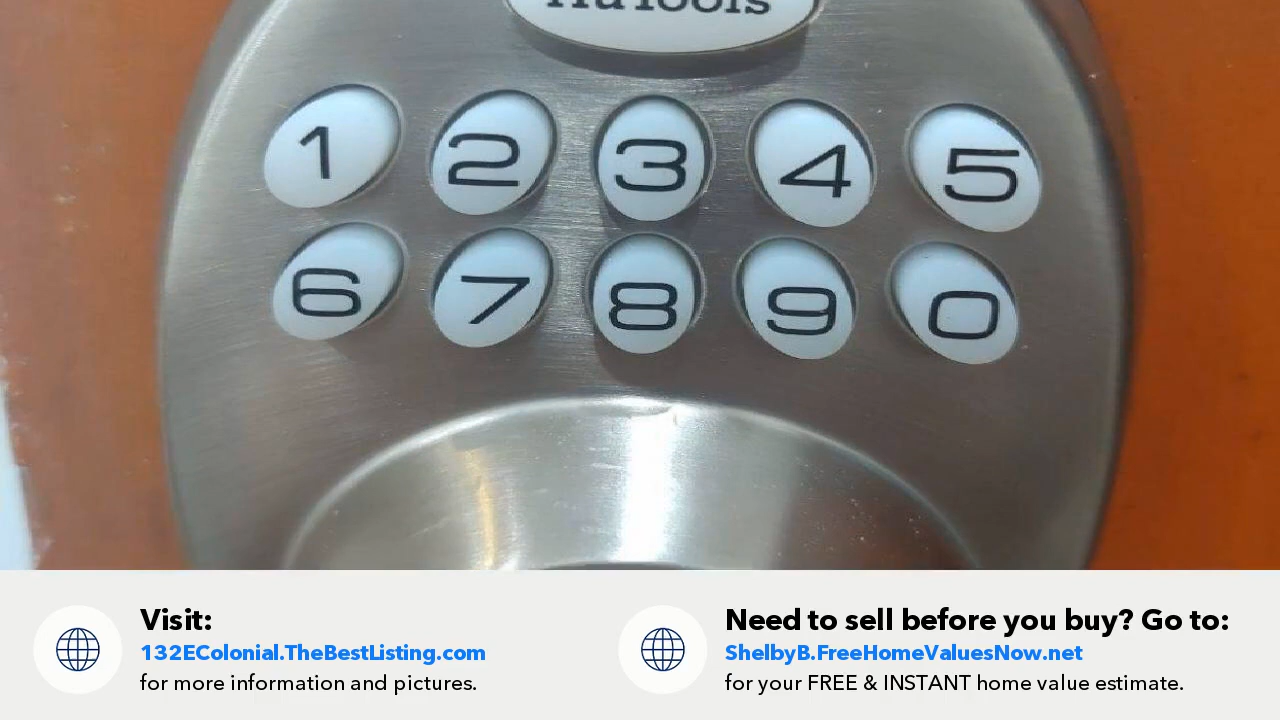 1 2 3 4 5
6 7 8 9 0
Visit:
132EColonial.TheBestListing.com
for more information and pictures.
Need to sell before you buy? Go to:
ShelbyB.FreeHomeValuesNow.net
for your FREE & INSTANT home value estimate.